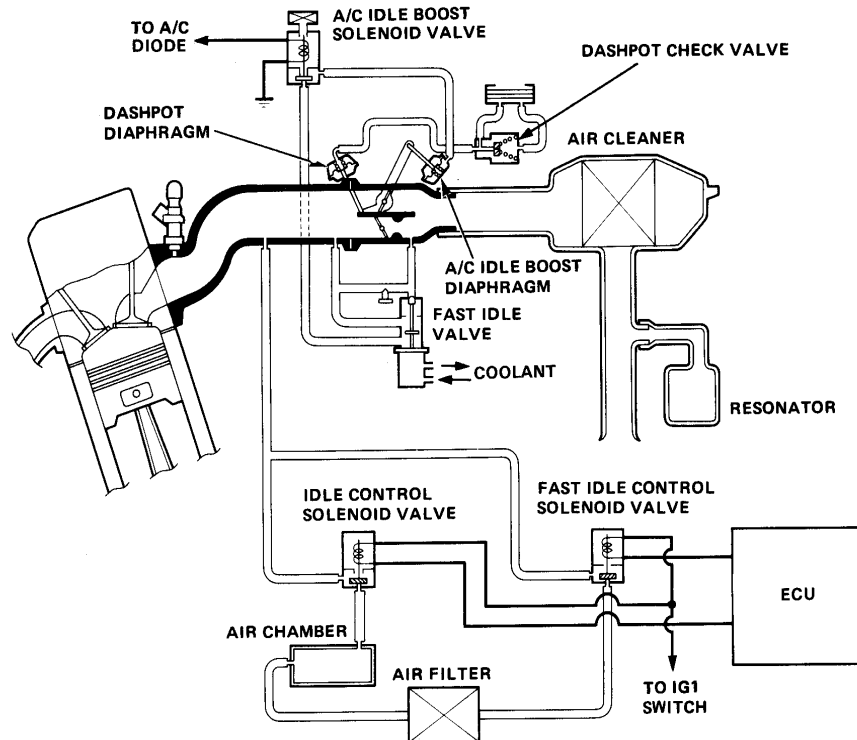 A/C IDLE BOOST
SOLENOID VALVE
TO A/C
DIODE
DASHPOT CHECK VALVE
DASHPOT
DIAPHRAGM
AIR CLEANER
A/C IDLE BOOST
DIAPHRAGM
FAST IDLE
VALVE
COOLANT
RESONATOR
IDLE CONTROL
SOLENOID VALVE
FAST IDLE CONTROL
SOLENOID VALVE
ECU
AIR CHAMBER
AIR FILTER
TO IG1
SWITCH